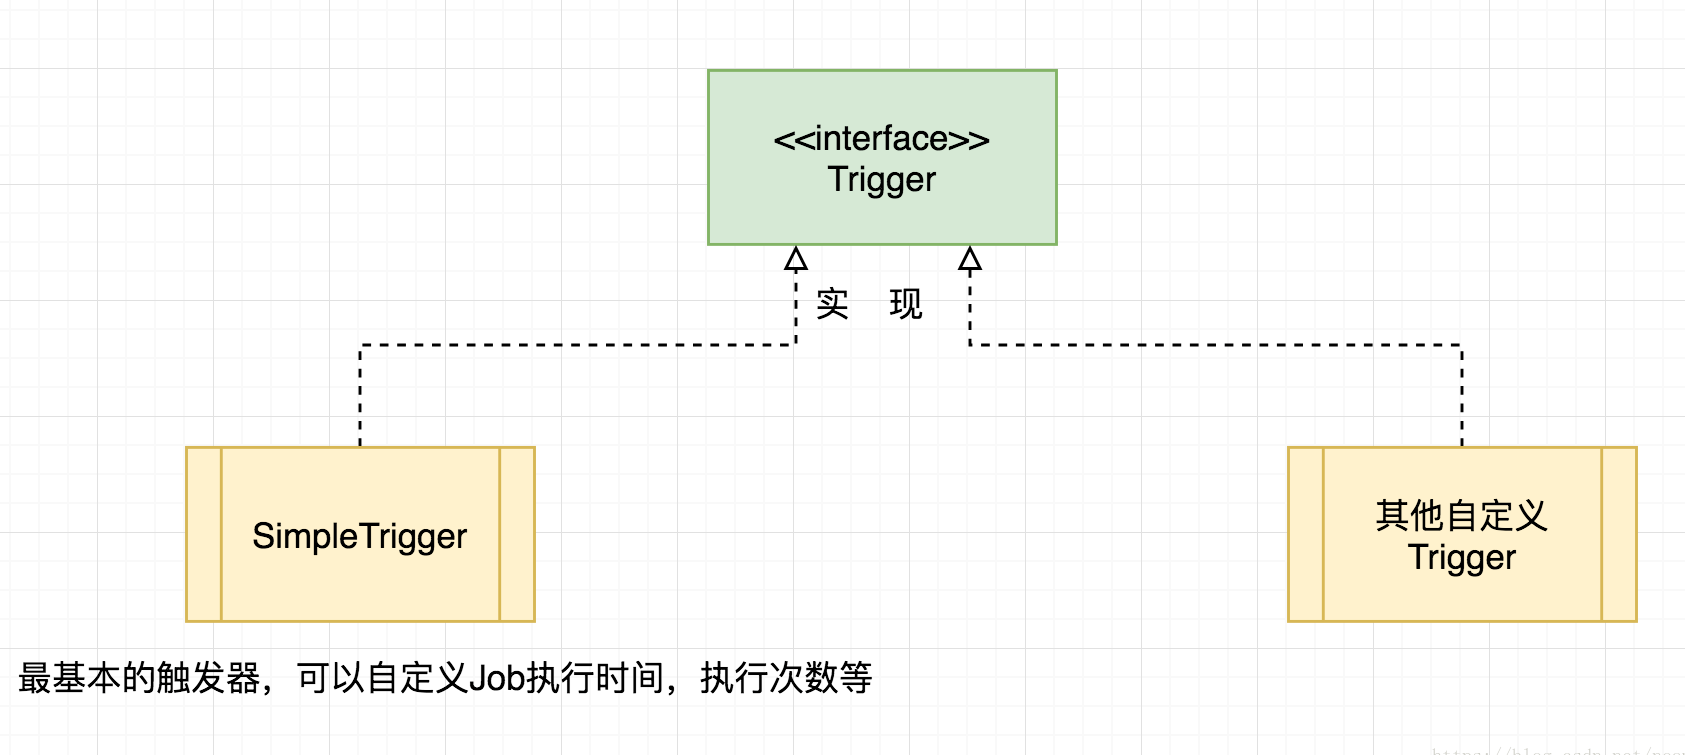 <<interface>>
Trigger
实 现
SimpleTrigger
其他自定义
Trigger
最基本的触发器，可以自定义Job执行时间，执行次数等